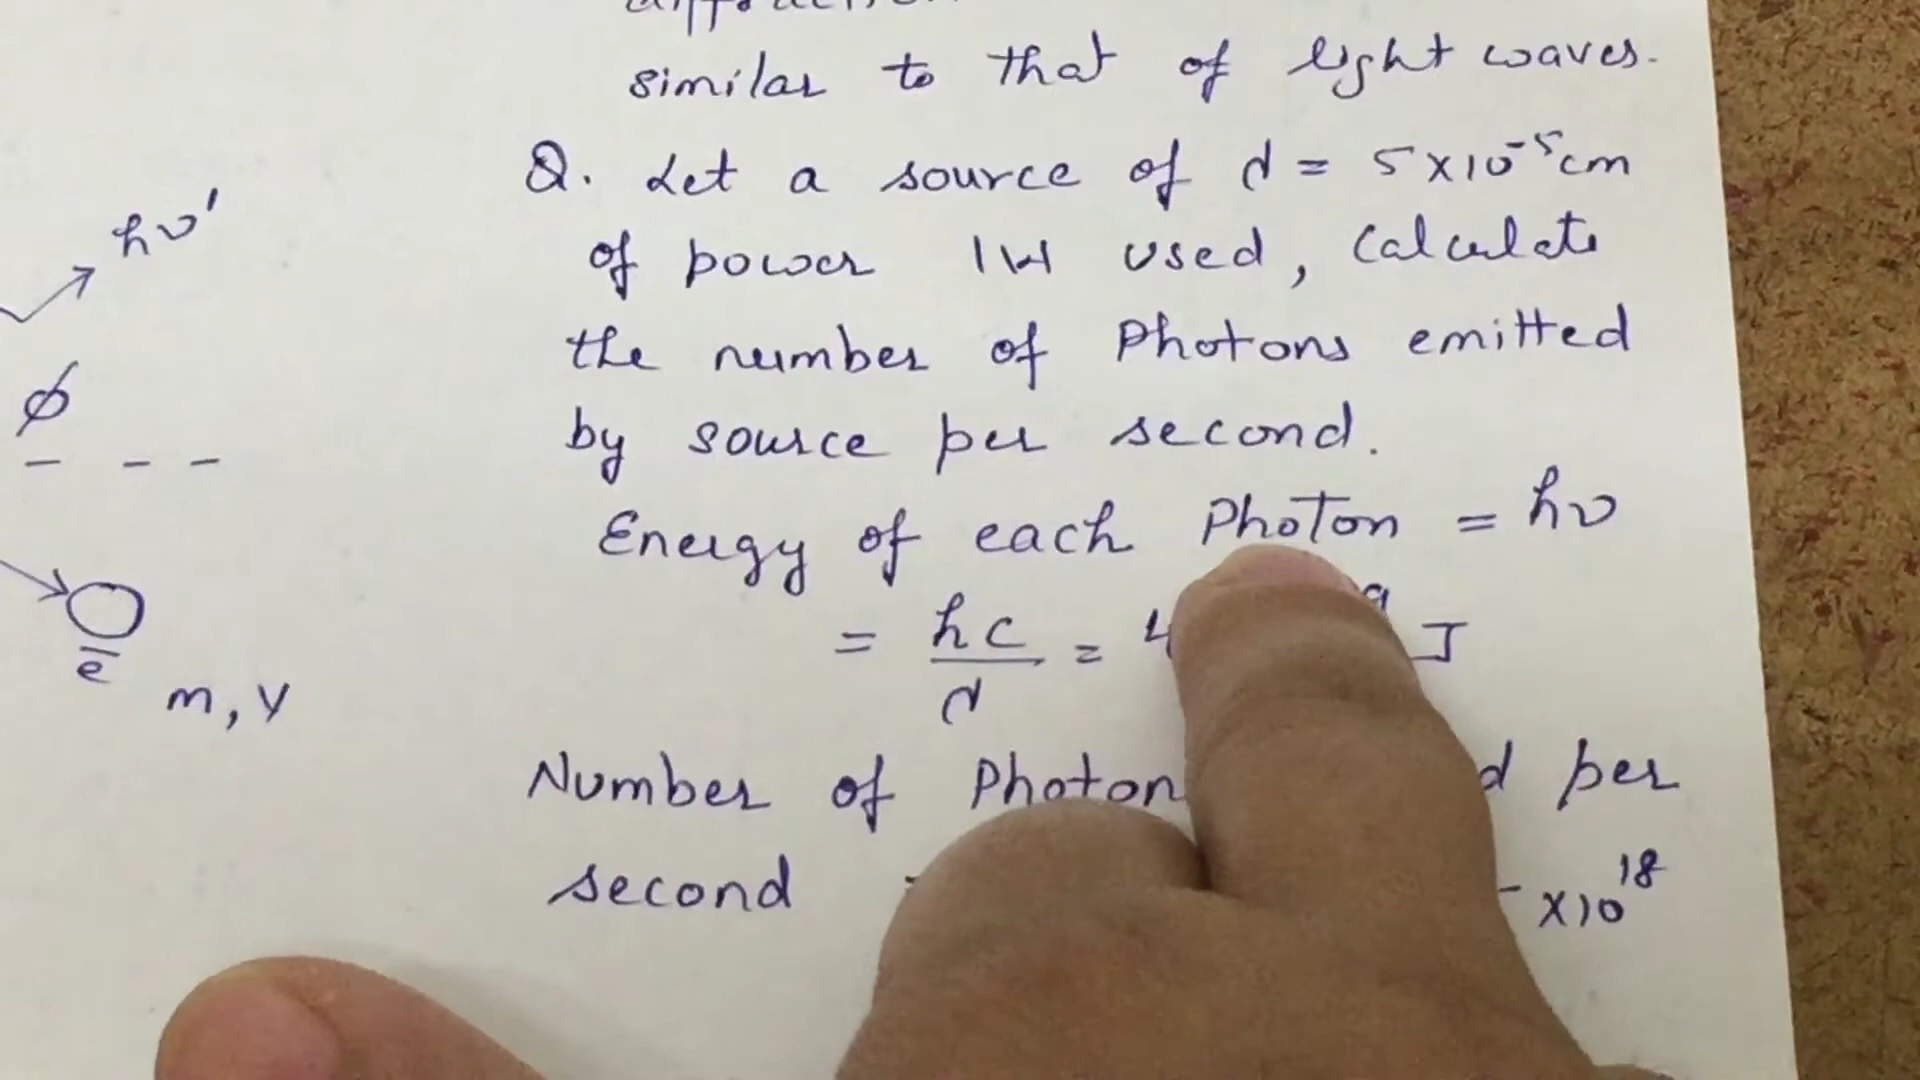 similar to that of light waves.
Q. Let a source of λ = 5×10⁻⁵cm
of power 1W used, Calculate
the number of Photons emitted
by source per second.
Energy of each Photon = hν
= hc/λ = 4 J
Number of Photon per
second ×10¹⁸
hν'
ϕ
e⁻
m, v